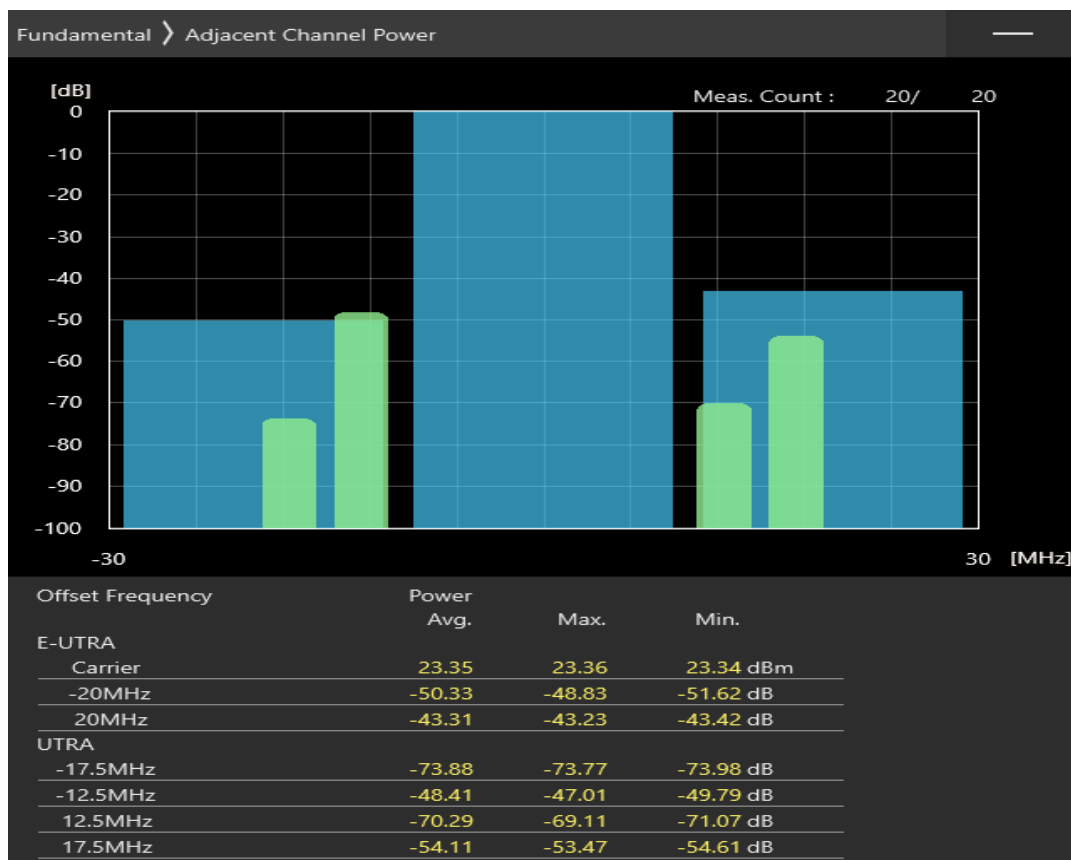 Fundamental ❯ Adjacent Channel Power
[dB]
Meas. Count : 20/ 20
0
-10
-20
-30
-40
-50
-60
-70
-80
-90
-100
-30 30 [MHz]
Offset Frequency Power
Avg. Max. Min.
E-UTRA
Carrier 23.35 23.36 23.34 dBm
-20MHz -50.33 -48.83 -51.62 dB
20MHz -43.31 -43.23 -43.42 dB
UTRA
-17.5MHz -73.88 -73.77 -73.98 dB
-12.5MHz -48.41 -47.01 -49.79 dB
12.5MHz -70.29 -69.11 -71.07 dB
17.5MHz -54.11 -53.47 -54.61 dB